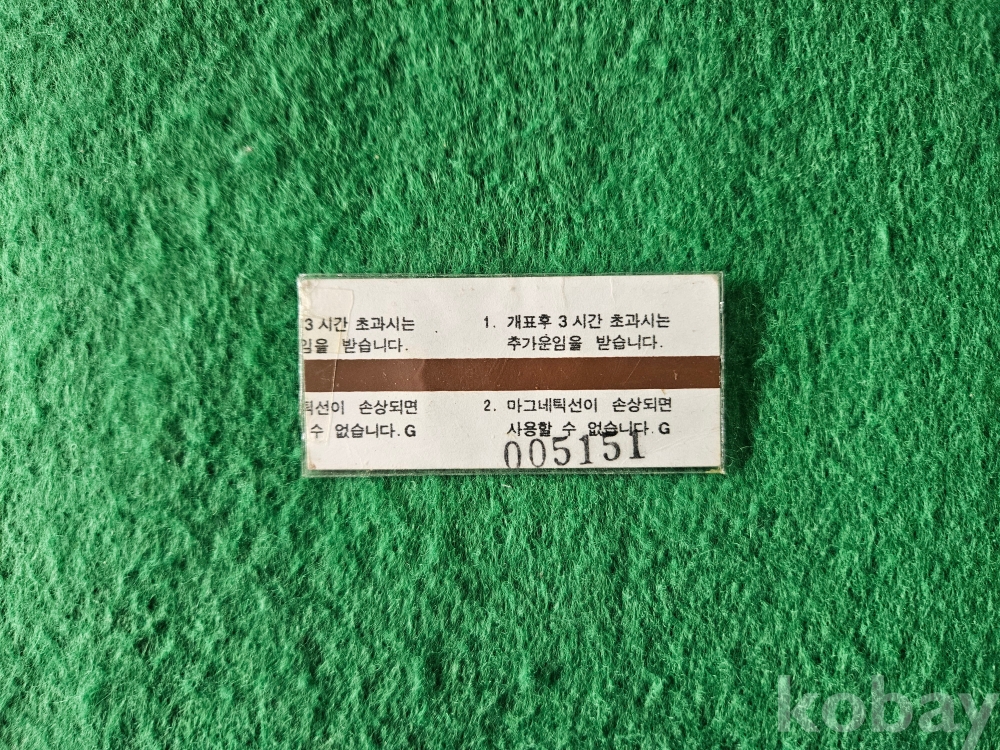 3 시간 초과시는
임을 받습니다.
틱선이 손상되면
수 없습니다. G
1. 개표후 3 시간 초과시는
추가운임을 받습니다.
2. 마그네틱선이 손상되면
사용할 수 없습니다. G
005151
kobay